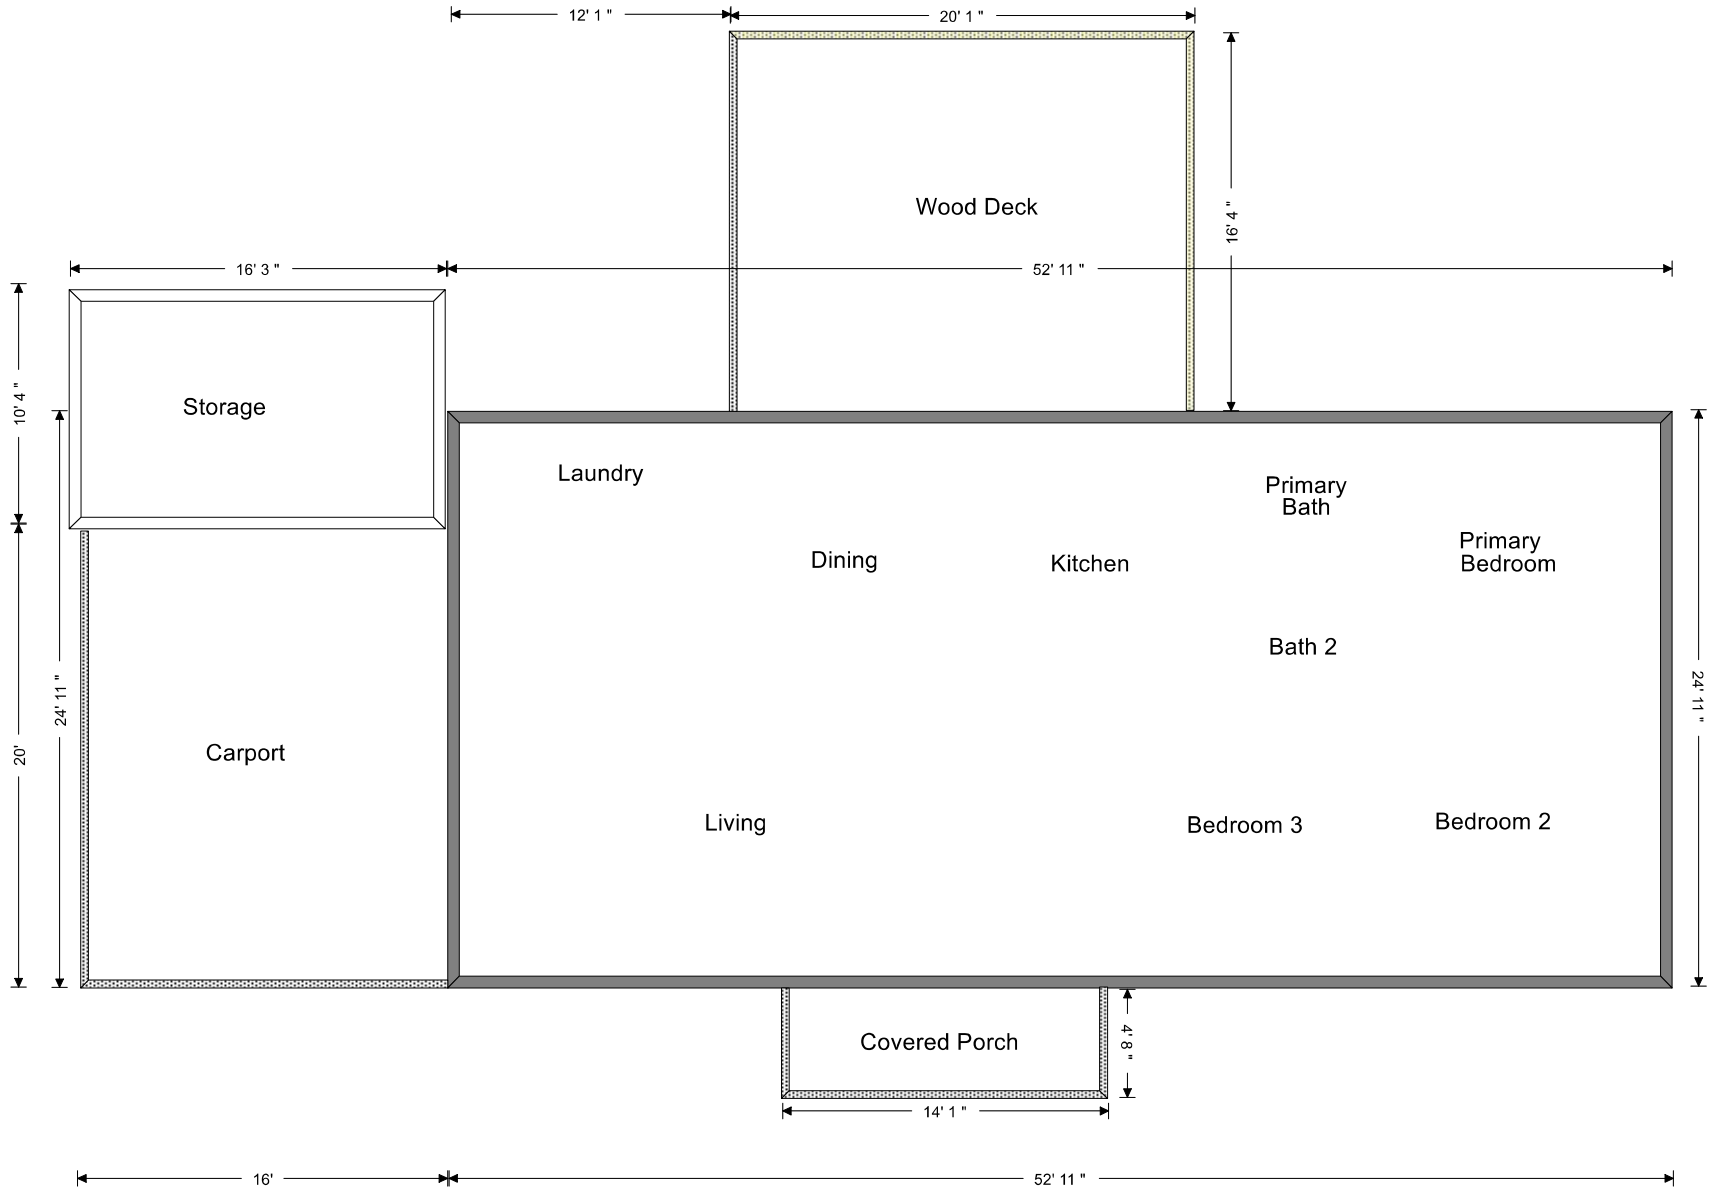 12' 1 "
20' 1 "
Wood Deck
16' 4 "
16' 3 "
52' 11 "
10' 4 "
Storage
Laundry
Primary
Bath
Primary
Bedroom
Dining
Kitchen
Bath 2
24' 11 "
24' 11 "
20'
Carport
Living
Bedroom 3
Bedroom 2
Covered Porch
4' 8 "
14' 1 "
16'
52' 11 "